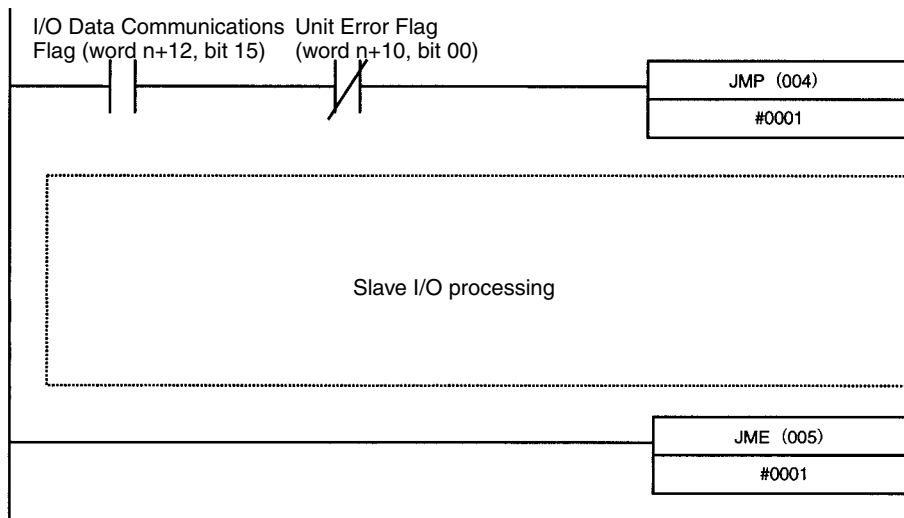 I/O Data Communications Unit Error Flag
Flag (word n+12, bit 15) (word n+10, bit 00)
JMP (004)
#0001
Slave I/O processing
JME (005)
#0001